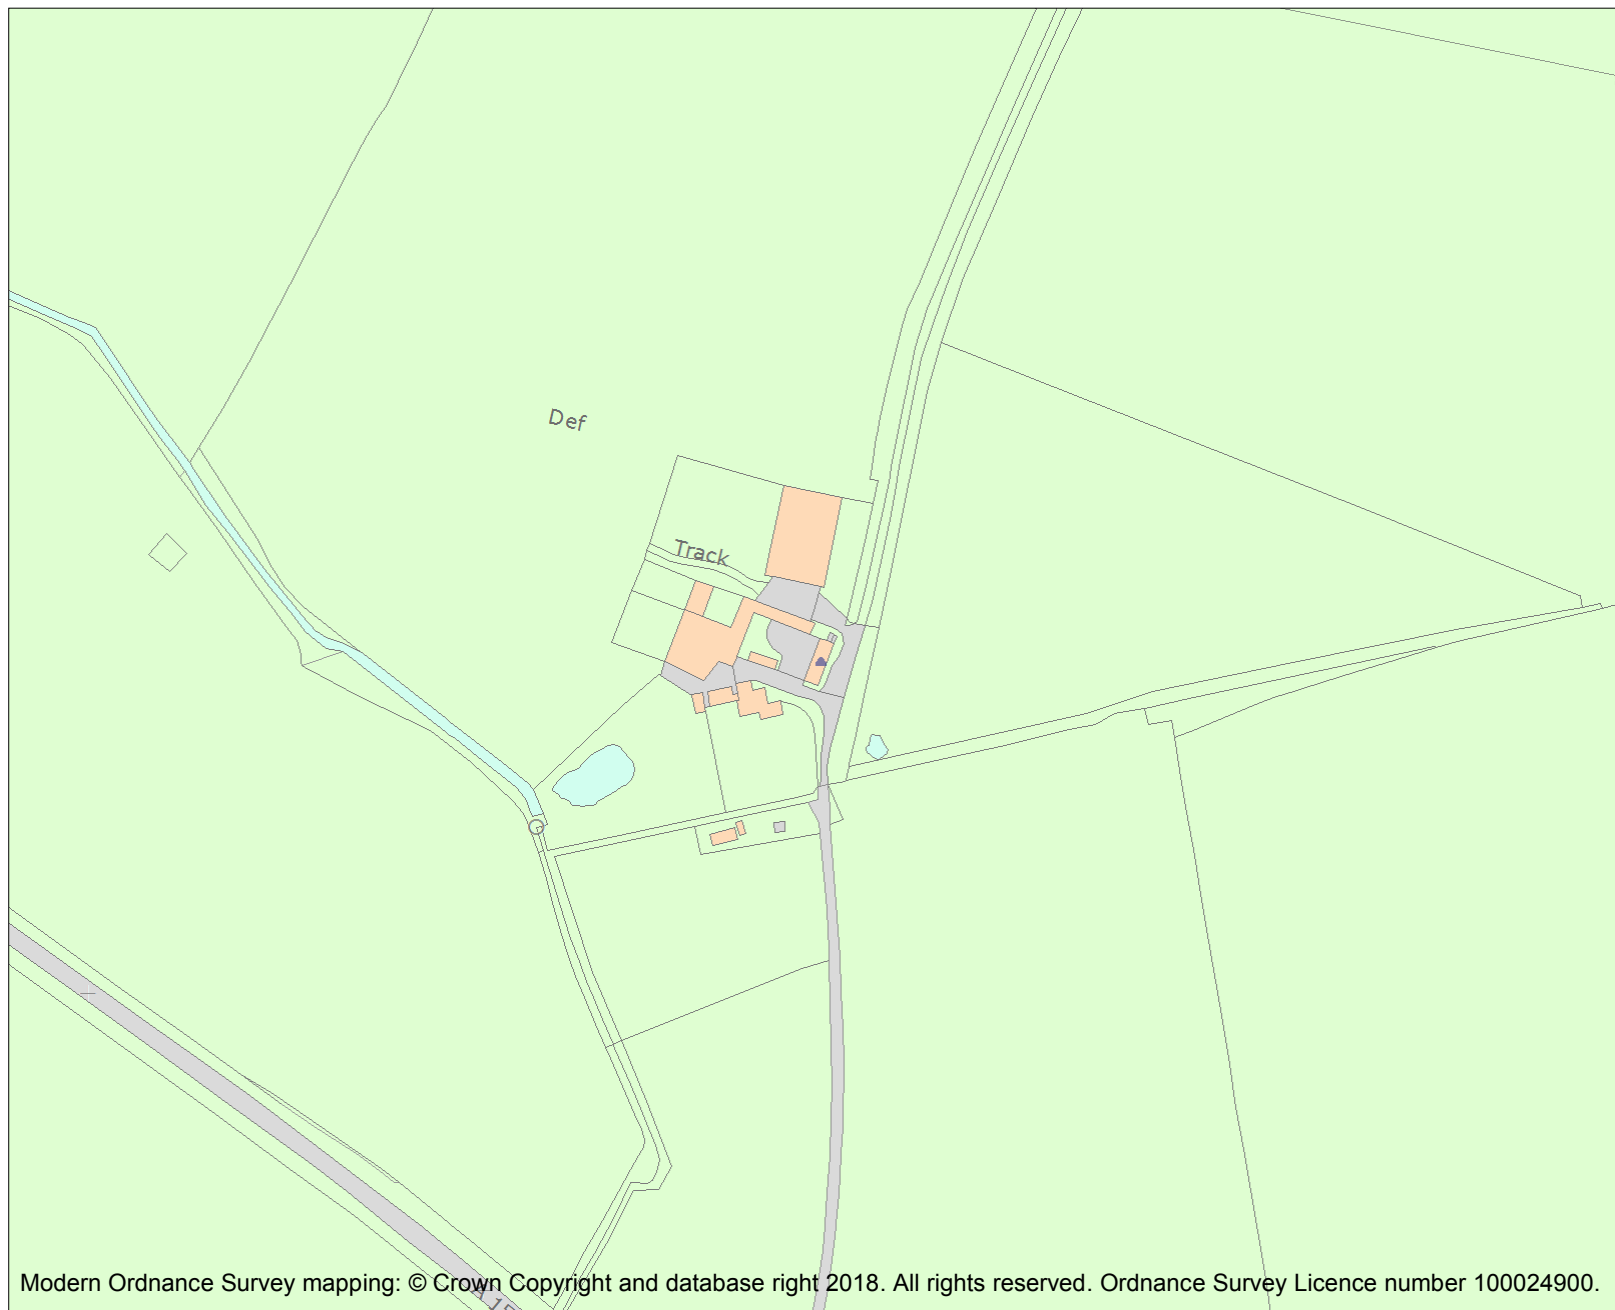 Def
Track
Modern Ordnance Survey mapping: © Crown Copyright and database right 2018. All rights reserved. Ordnance Survey Licence number 100024900.